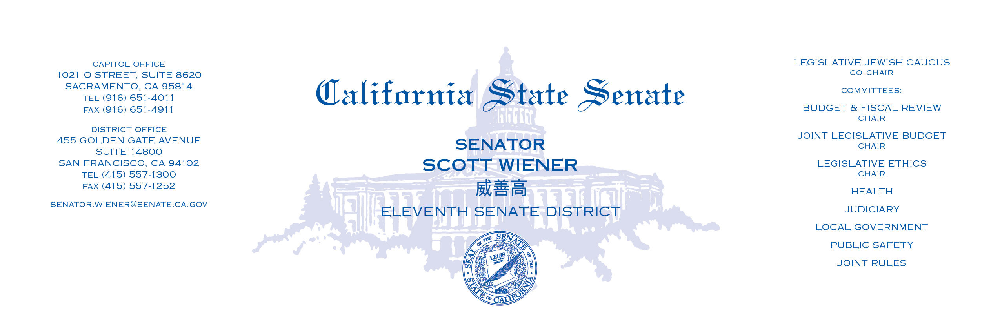 CAPITOL OFFICE
1021 O STREET, SUITE 8620
SACRAMENTO, CA 95814
TEL (916) 651-4011
FAX (916) 651-4911
DISTRICT OFFICE
455 GOLDEN GATE AVENUE
SUITE 14800
SAN FRANCISCO, CA 94102
TEL (415) 557-1300
FAX (415) 557-1252
SENATOR.WIENER@SENATE.CA.GOV
California State Senate
SENATOR
SCOTT WIENER
威善高
ELEVENTH SENATE DISTRICT
SEAL OF THE SENATE OF THE
STATE OF CALIFORNIA
LEGIS
LEGISLATIVE JEWISH CAUCUS
CO-CHAIR
COMMITTEES:
BUDGET & FISCAL REVIEW
CHAIR
JOINT LEGISLATIVE BUDGET
CHAIR
LEGISLATIVE ETHICS
CHAIR
HEALTH
JUDICIARY
LOCAL GOVERNMENT
PUBLIC SAFETY
JOINT RULES